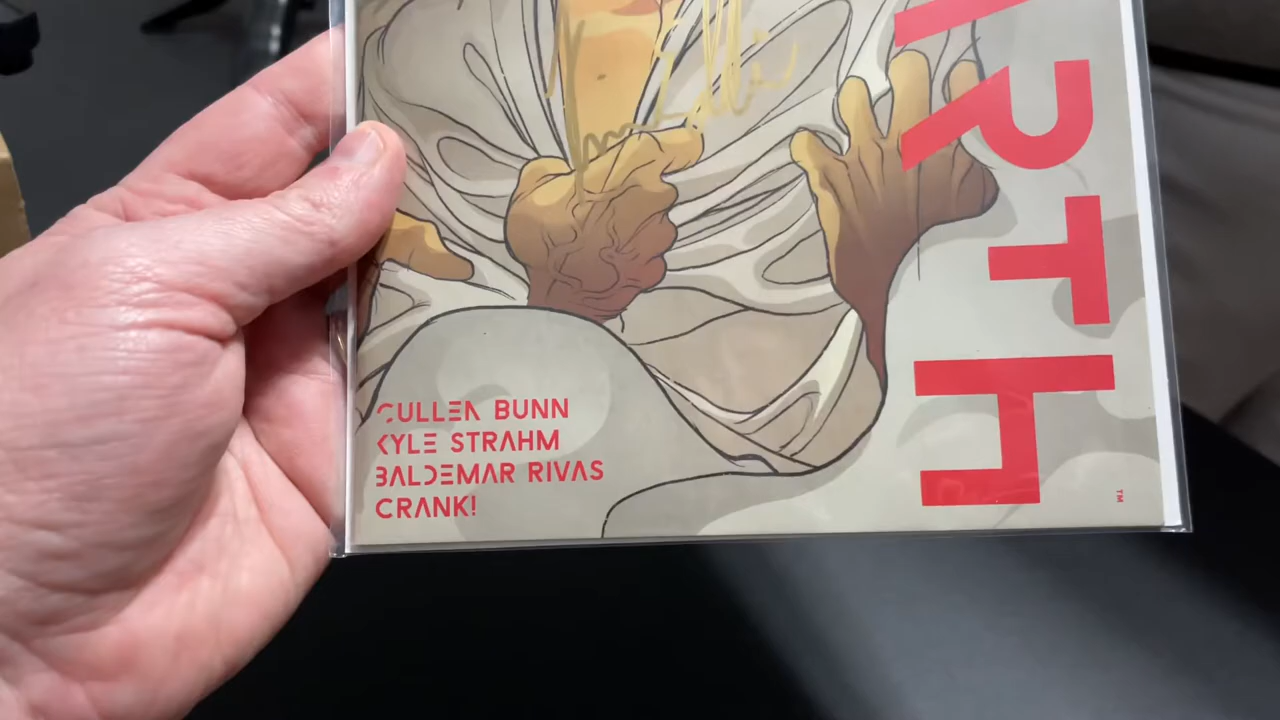 RTH
CULLEN BUNN
KYLE STRAHM
BALDEMAR RIVAS
CRANK!
TM